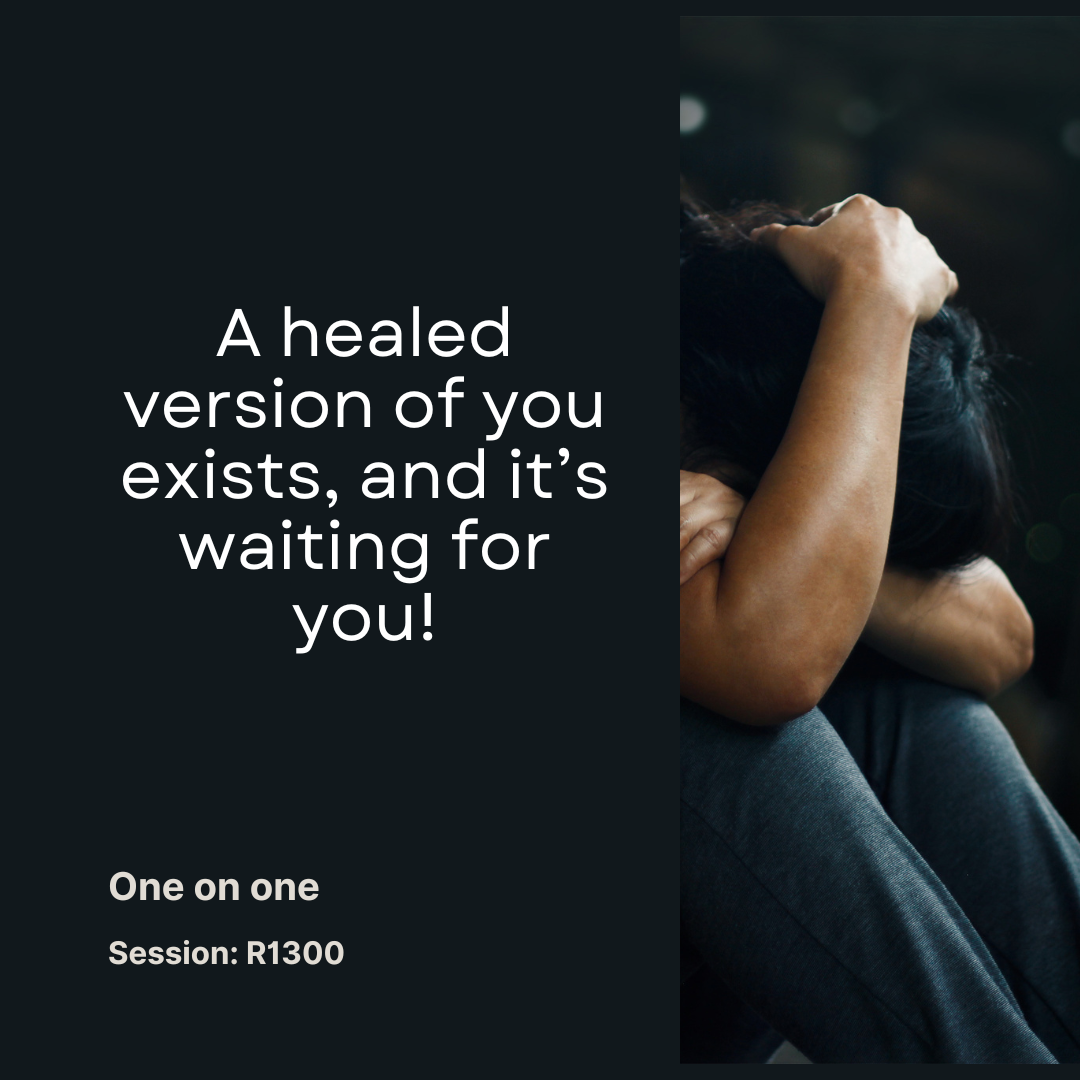 A healed
version of you
exists, and it’s
waiting for
you!
One on one
Session: R1300